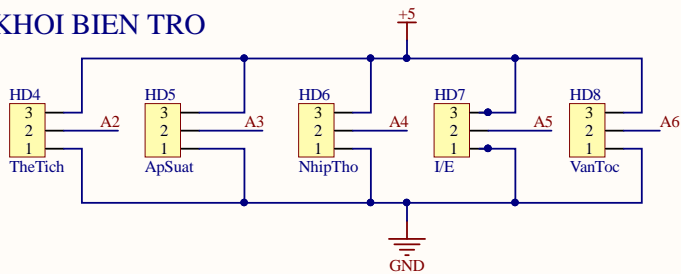 KHOI BIEN TRO
+5
HD4
3
2
1
A2
TheTich
HD5
3
2
1
A3
ApSuat
HD6
3
2
1
A4
NhipTho
HD7
3
2
1
A5
I/E
HD8
3
2
1
A6
VanToc
GND